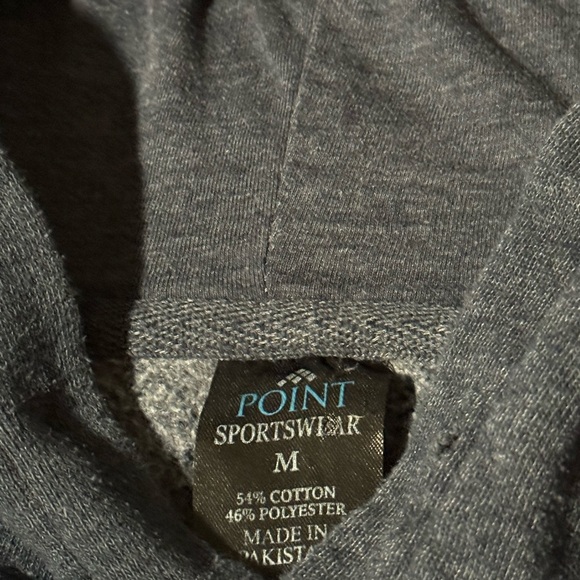 POINT
SPORTSWEAR
M
54% COTTON
46% POLYESTER
MADE IN
PAKISTA